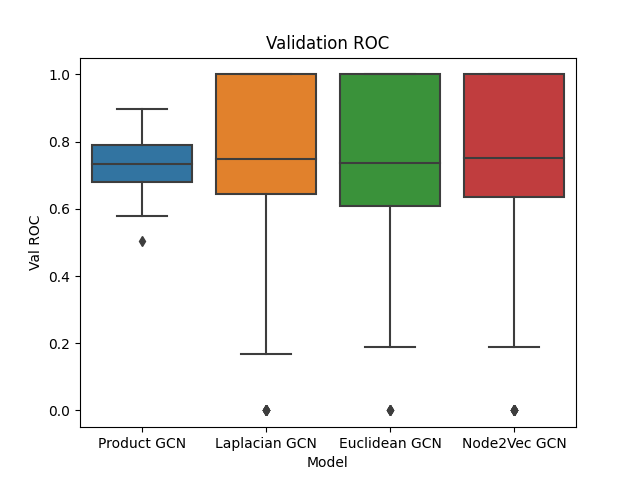 Validation ROC
Val ROC
1.0
0.8
0.6
0.4
0.2
0.0
Product GCN Laplacian GCN Euclidean GCN Node2Vec GCN
Model